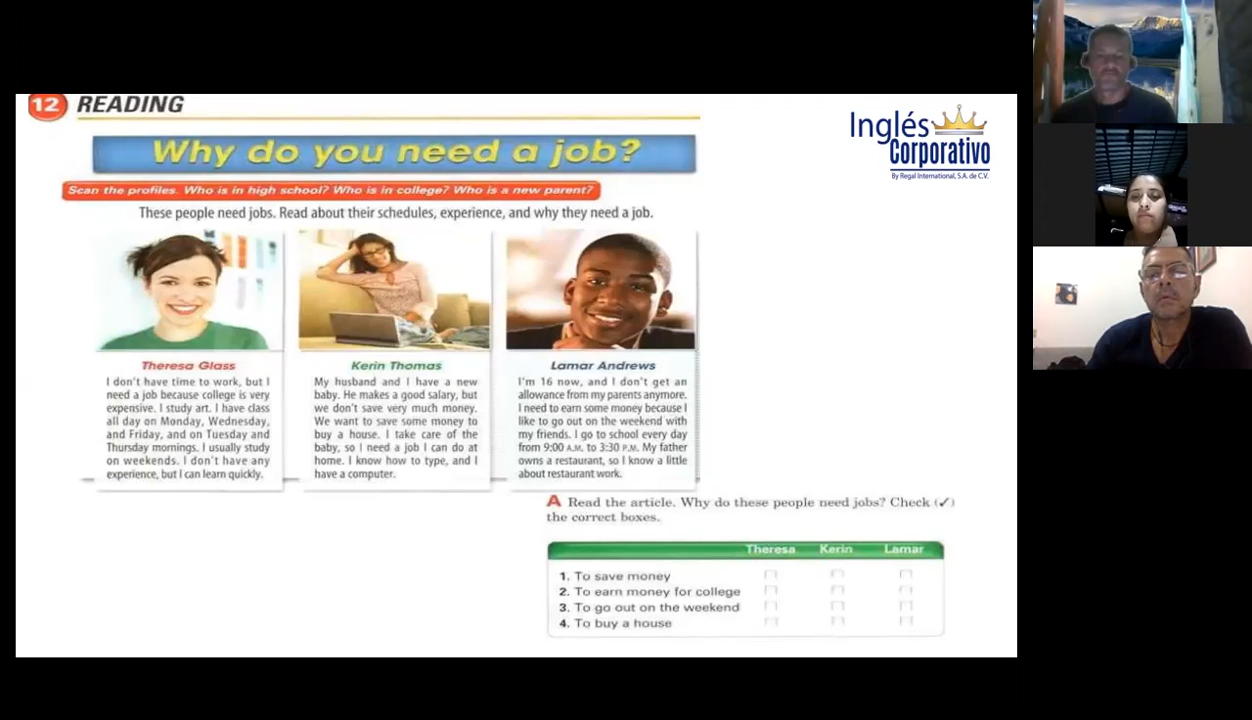 12 READING
Inglés
Corporativo
By Regal International, S.A. de C.V.
Why do you need a job?
Scan the profiles. Who is in high school? Who is in college? Who is a new parent?
These people need jobs. Read about their schedules, experience, and why they need a job.
Theresa Glass
I don't have time to work, but I
need a job because college is very
expensive. I study art. I have class
all day on Monday, Wednesday,
and Friday, and on Tuesday and
Thursday mornings. I usually study
on weekends. I don't have any
experience, but I can learn quickly.
Kerin Thomas
My husband and I have a new
baby. He makes a good salary, but
we don't save very much money.
We want to save some money to
buy a house. I take care of the
baby, so I need a job I can do at
home. I know how to type, and I
have a computer.
Lamar Andrews
I'm 16 now, and I don't get an
allowance from my parents anymore.
I need to earn some money because I
like to go out on the weekend with
my friends. I go to school every day
from 9:00 A.M. to 3:30 P.M. My father
owns a restaurant, so I know a little
about restaurant work.
A Read the article. Why do these people need jobs? Check (✓)
the correct boxes.
Theresa Kerin Lamar
1. To save money
2. To earn money for college
3. To go out on the weekend
4. To buy a house